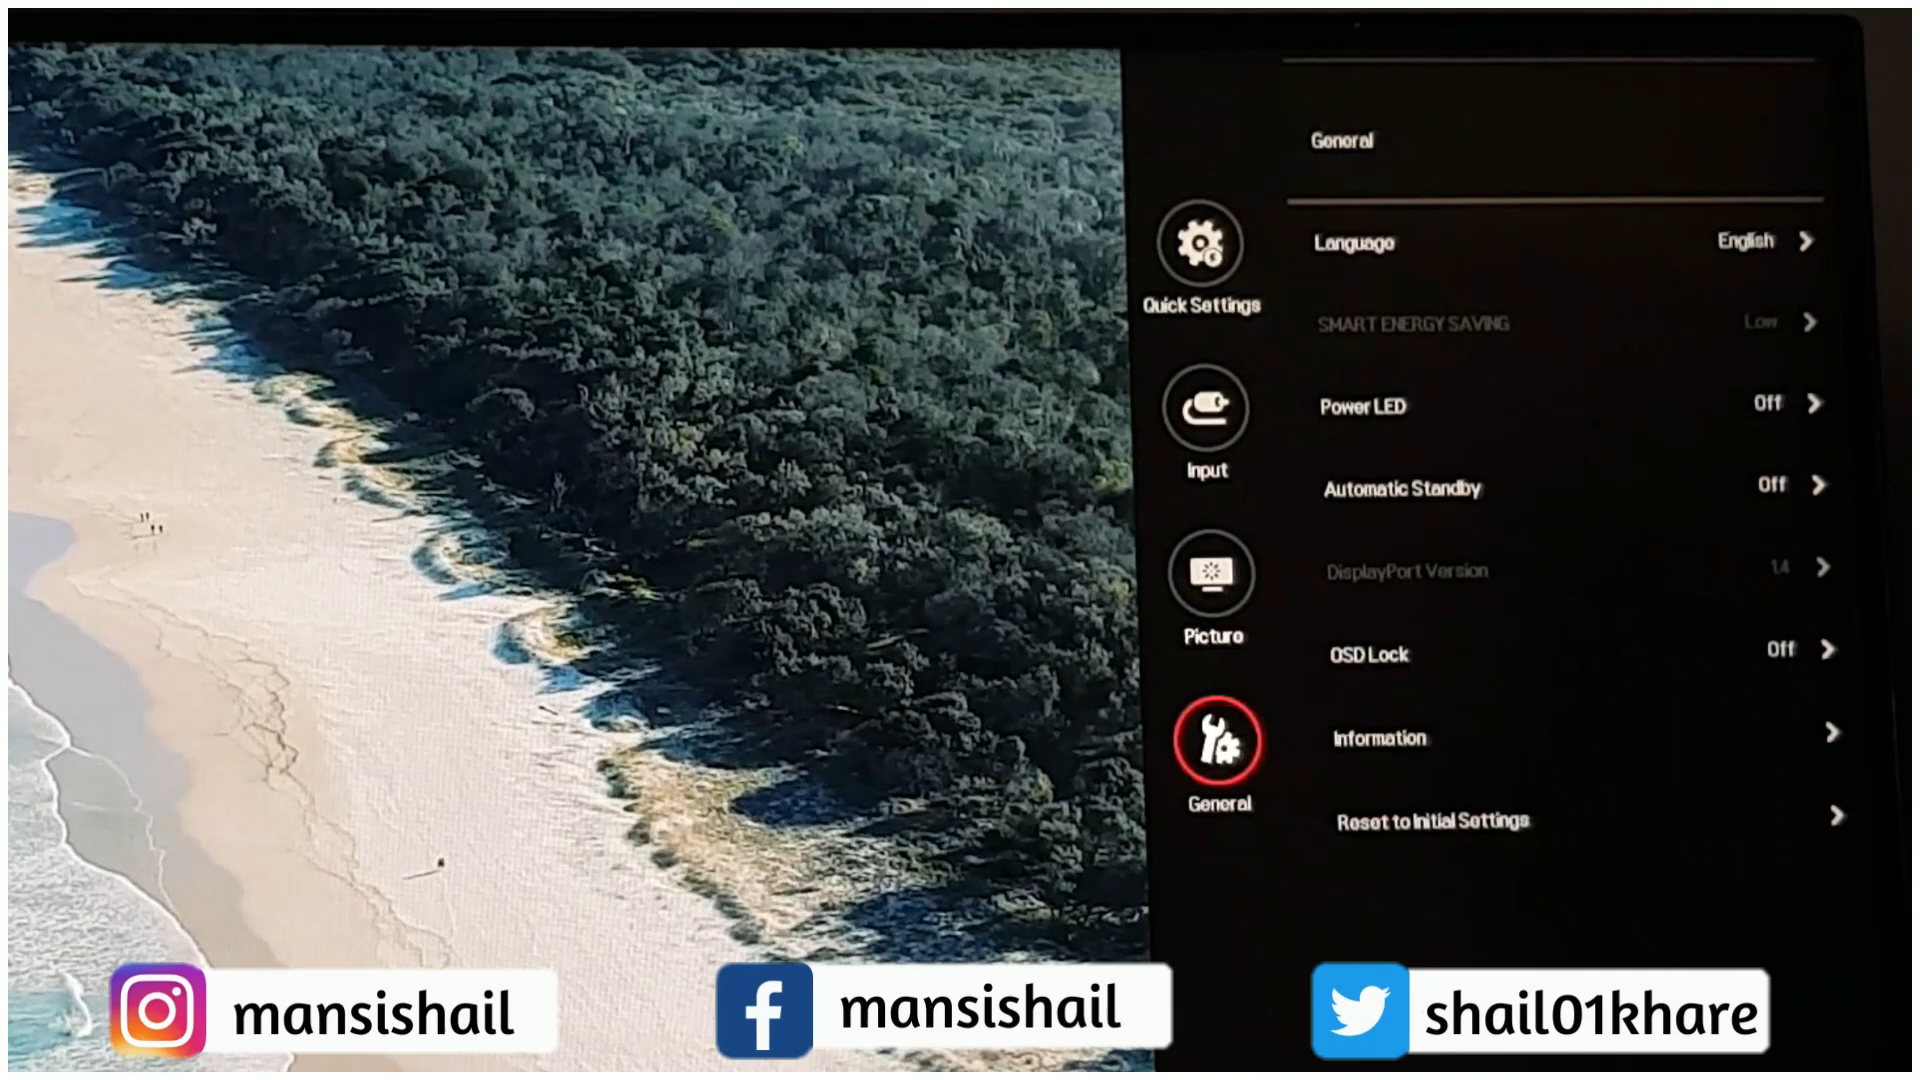 General
Quick Settings
Input
Picture
General
Language English
SMART ENERGY SAVING Low
Power LED Off
Automatic Standby Off
DisplayPort Version 1.4
OSD Lock Off
Information
Reset to Initial Settings
mansishail
mansishail
shail01khare